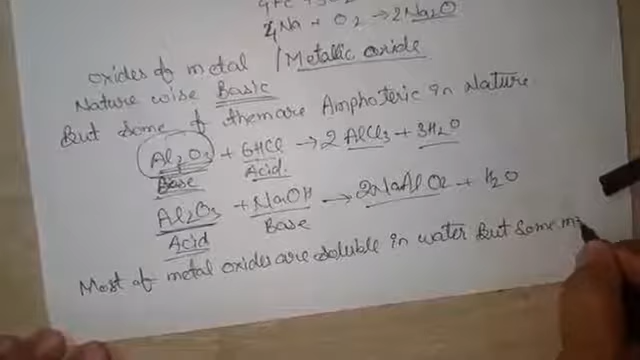 4Na + O2 → 2Na2O
oxides of metal / Metallic oxide
Nature wise Basic
But some of them are Amphoteric in Nature
Al2O3 + 6HCl → 2AlCl3 + 3H2O
Base Acid
Al2O3 + NaOH → 2NaAlO2 + H2O
Acid Base
Most of metal oxides are soluble in water But Some